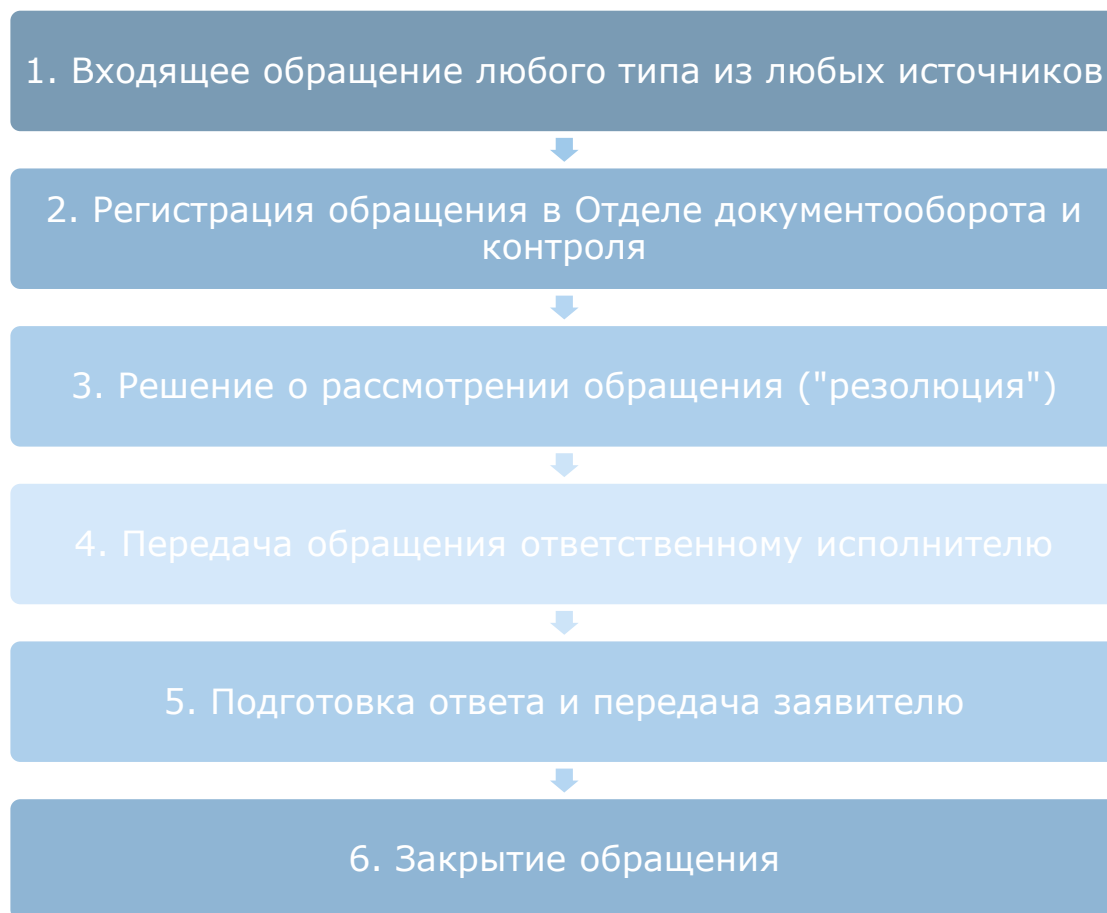 1. Входящее обращение любого типа из любых источников
2. Регистрация обращения в Отделе документооборота и
контроля
3. Решение о рассмотрении обращения ("резолюция")
4. Передача обращения ответственному исполнителю
5. Подготовка ответа и передача заявителю
6. Закрытие обращения